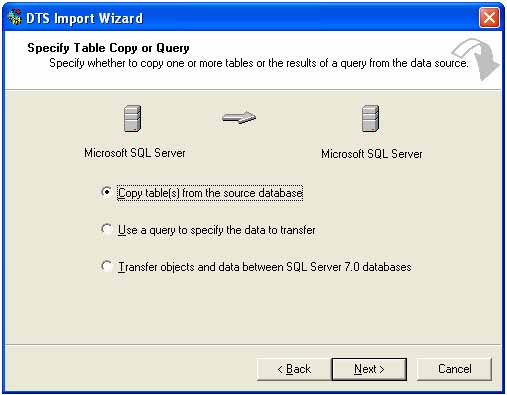 DTS Import Wizard
Specify Table Copy or Query
Specify whether to copy one or more tables or the results of a query from the data source.
Microsoft SQL Server
Microsoft SQL Server
Copy table(s) from the source database
Use a query to specify the data to transfer
Transfer objects and data between SQL Server 7.0 databases
< Back
Next >
Cancel